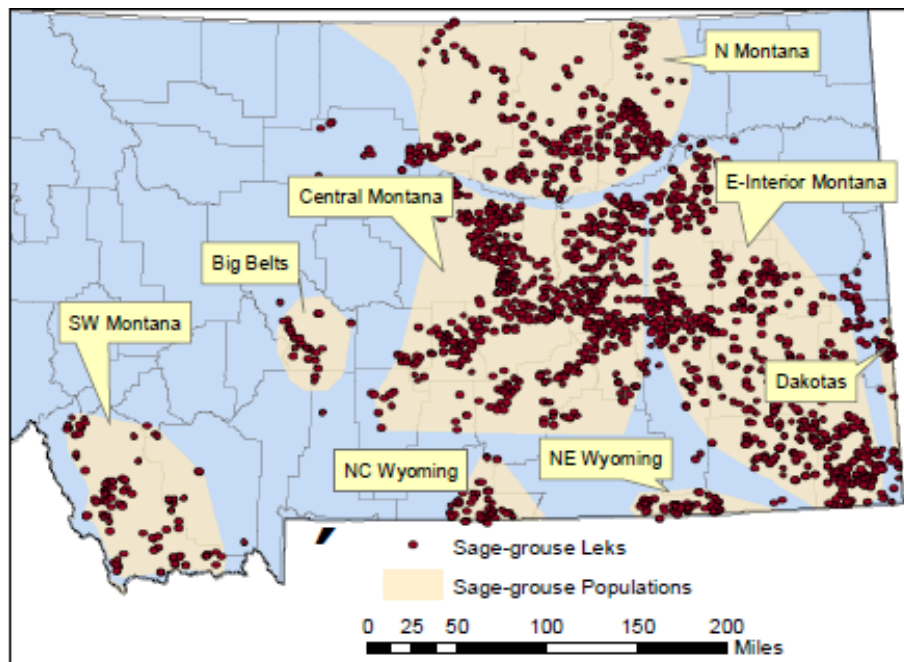 N Montana
E-Interior Montana
Central Montana
Big Belts
SW Montana
Dakotas
NC Wyoming
NE Wyoming
Sage-grouse Leks
Sage-grouse Populations
0 25 50 100 150 200
Miles